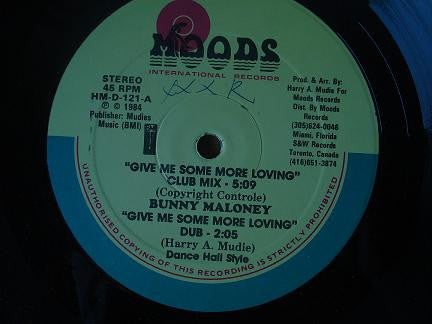 MOODS
INTERNATIONAL RECORDS
STEREO
45 RPM
HM-D-121-A
℗ © 1984
Publisher: Mudies
Music (BMI)
Prod. & Arr. By:
Harry A. Mudie For
Moods Records
Dist. By Moods
Records
(305)624-0046
Miami, Florida
S&W Records
Toronto, Canada
(416)651-3874
"GIVE ME SOME MORE LOVING"
CLUB MIX - 5:09
(Copyright Controle)
BUNNY MALONEY
"GIVE ME SOME MORE LOVING"
DUB - 2:05
(Harry A. Mudie)
Dance Hall Style
UNAUTHORISED COPYING OF THIS RECORDING IS STRICTLY PROHIBITED